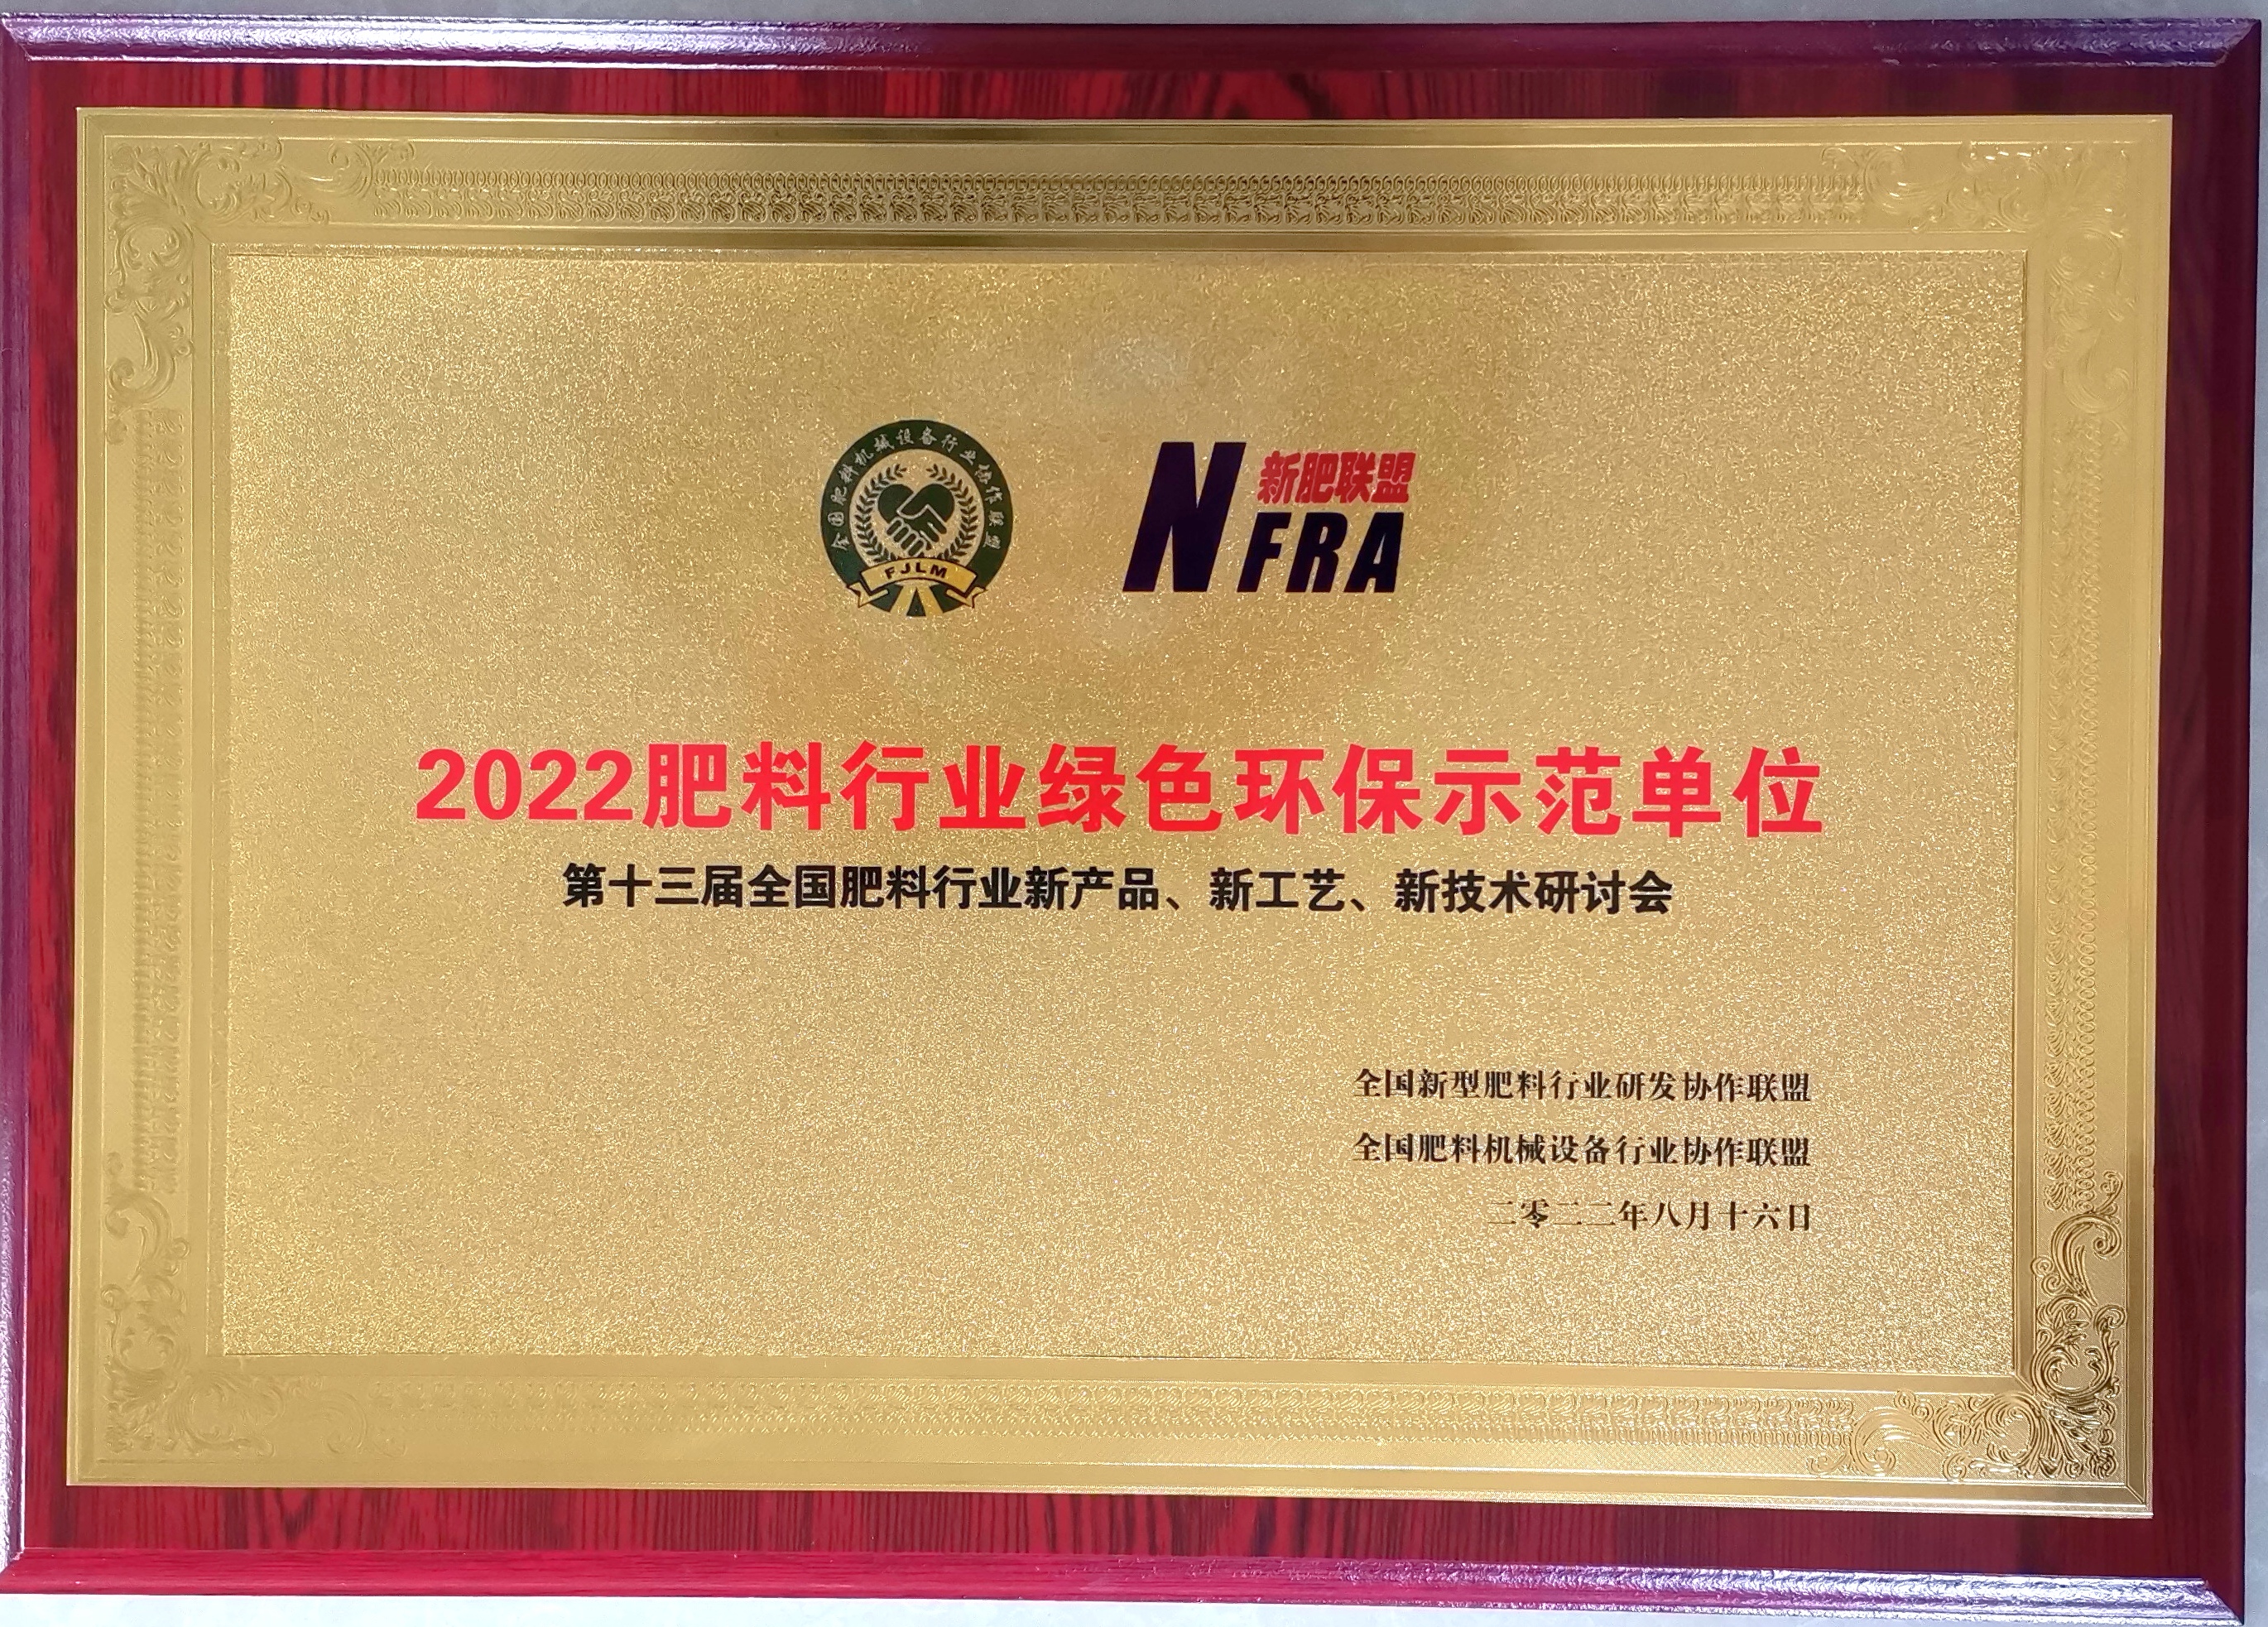 全国肥料机械设备行业协作联盟
FJLM
新肥联盟
NFRA
2022肥料行业绿色环保示范单位
第十三届全国肥料行业新产品、新工艺、新技术研讨会
全国新型肥料行业研发协作联盟
全国肥料机械设备行业协作联盟
二零二二年八月十六日